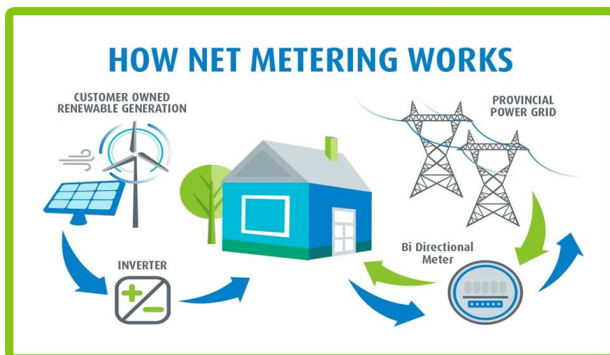 HOW NET METERING WORKS
CUSTOMER OWNED
RENEWABLE GENERATION
PROVINCIAL
POWER GRID
INVERTER
Bi Directional
Meter